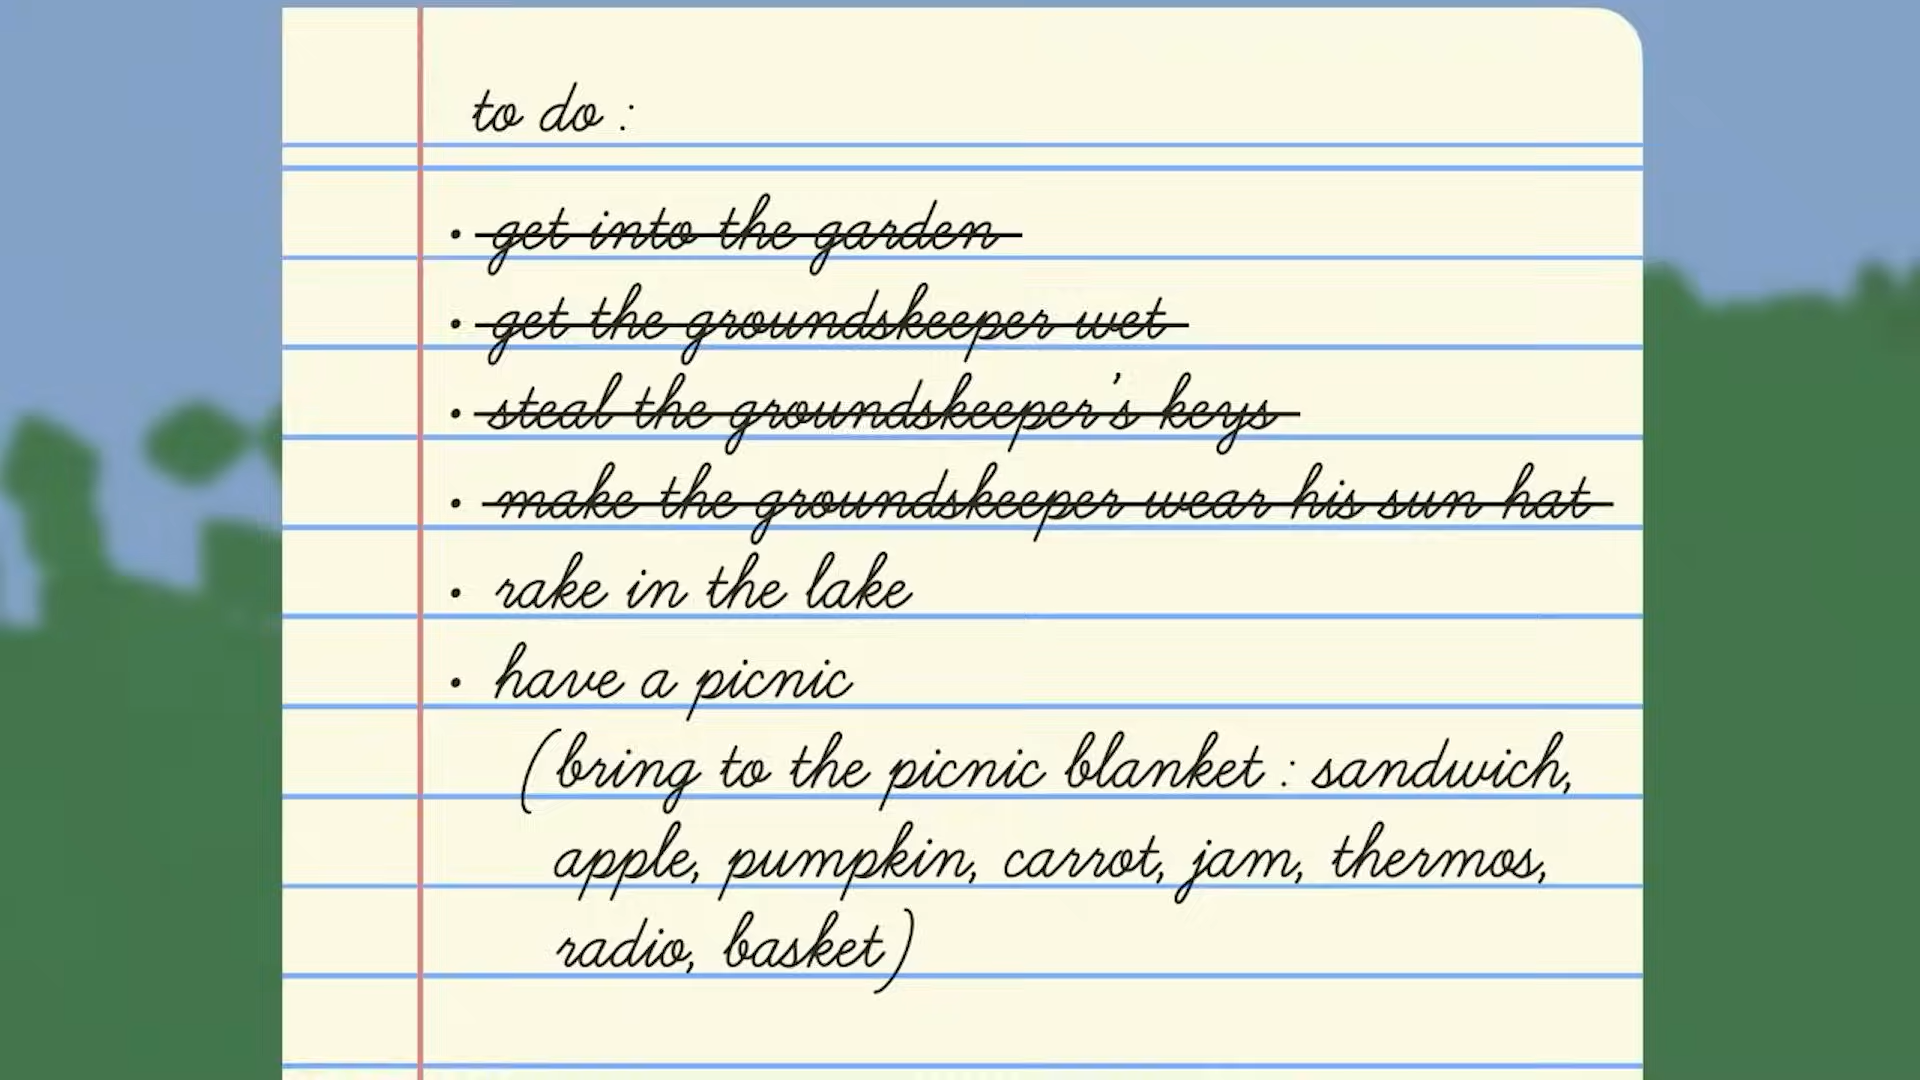 to do :
• get into the garden
• get the groundskeeper wet
• steal the groundskeeper's keys
• make the groundskeeper wear his sun hat
• rake in the lake
• have a picnic
(bring to the picnic blanket : sandwich,
apple, pumpkin, carrot, jam, thermos,
radio, basket)